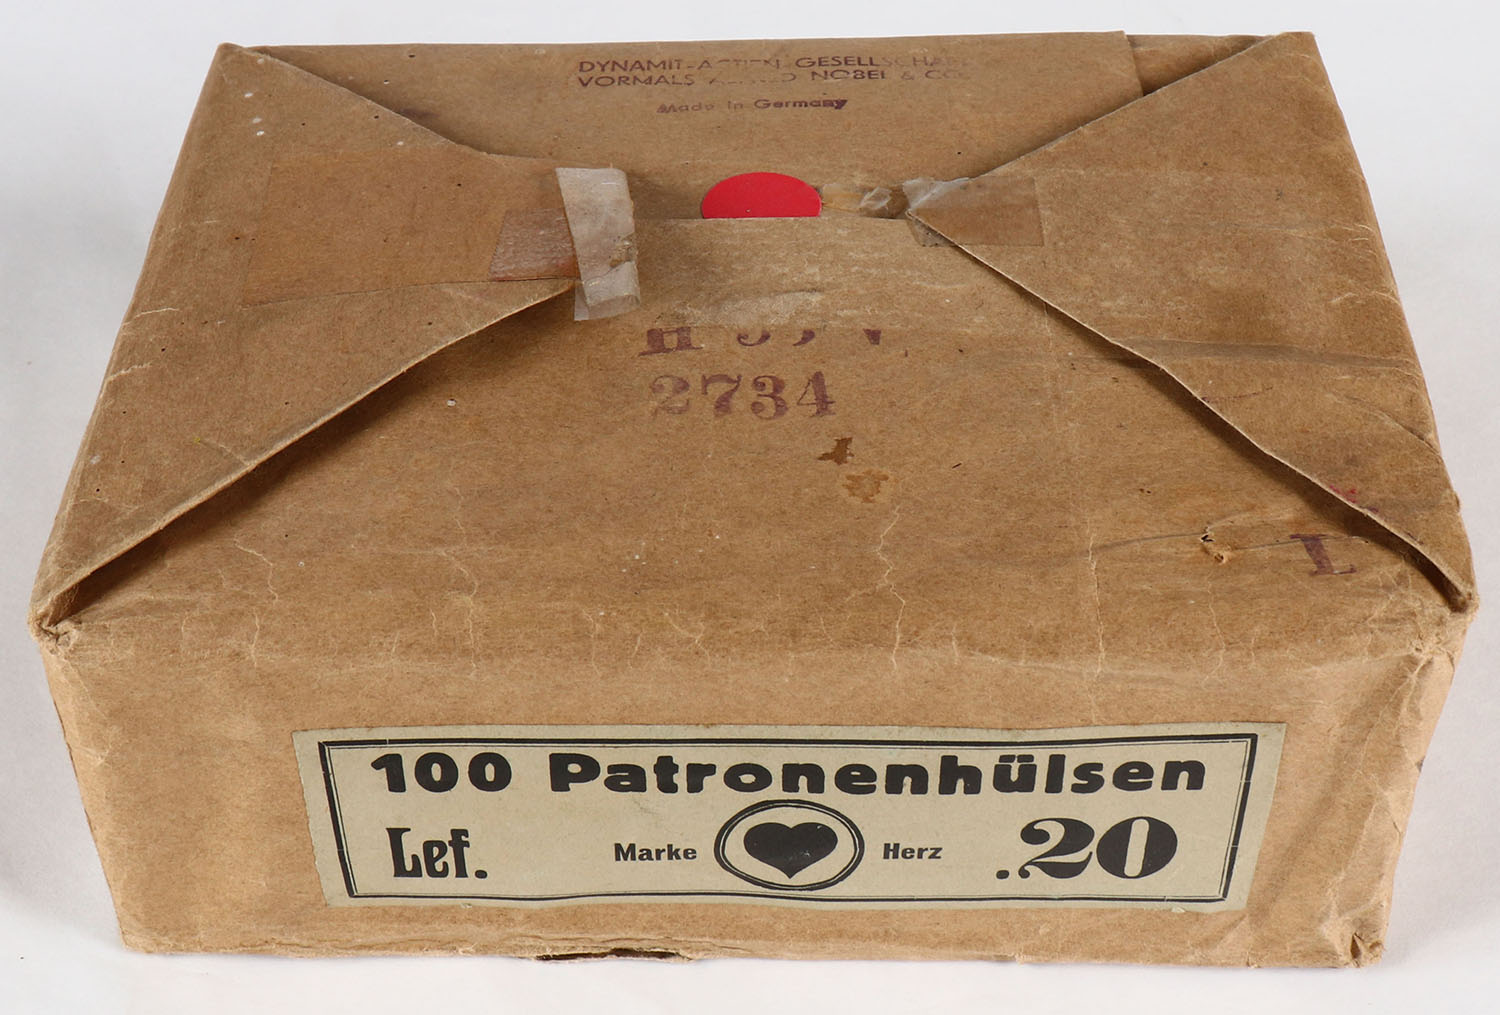 DYNAMIT-ACTIEN-GESELLSCHAFT
VORMALS ALFRED NOBEL & CO.
Made in Germany
2734
L
100 Patronenhülsen
Lef. Marke Herz .20